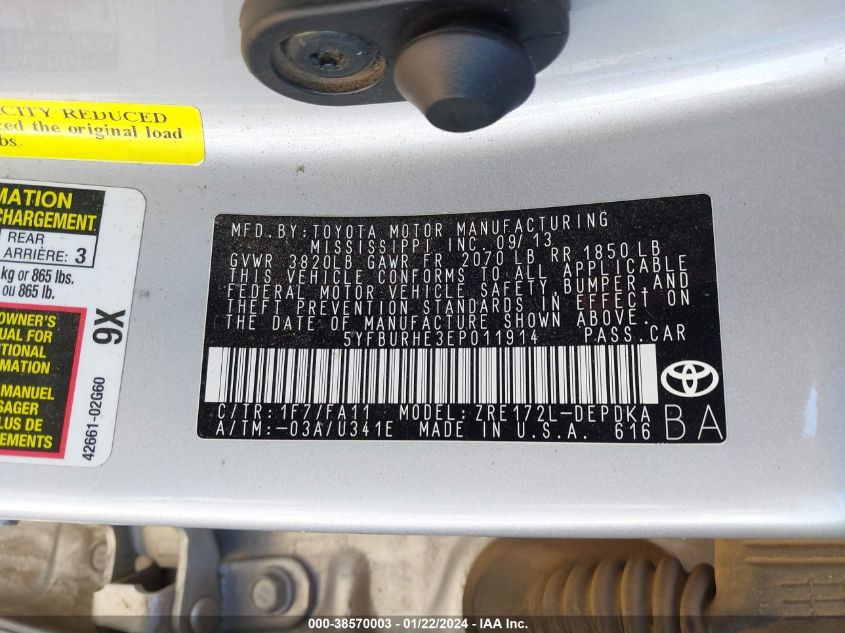 CITY REDUCED
ced the original load
bs.
MATION
CHARGEMENT
REAR
ARRIÈRE: 3
kg or 865 lbs.
ou 865 lb.
OWNER'S
NUAL FOR
ITIONAL
RMATION
MANUEL
SAGER
PLUS DE
9X
42661-02G60
MFD.BY:TOYOTA MOTOR MANUFACTURING
MISSISSIPPI INC. 09/13
GVWR 3820LB GAWR FR 2070 LB RR 1850 LB
THIS VEHICLE CONFORMS TO ALL APPLICABLE
FEDERAL MOTOR VEHICLE SAFETY, BUMPER,AND
THEFT PREVENTION STANDARDS IN EFFECT ON
THE DATE OF MANUFACTURE SHOWN ABOVE.
5YFBURHE3EP011914 PASS.CAR
C/TR:1F7/FA11 MODEL:ZRE172L-DEPDKA
A/TM:-03A/U341E MADE IN U.S.A. 616
BA
000-38570003 - 01/22/2024 - IAA, Inc.